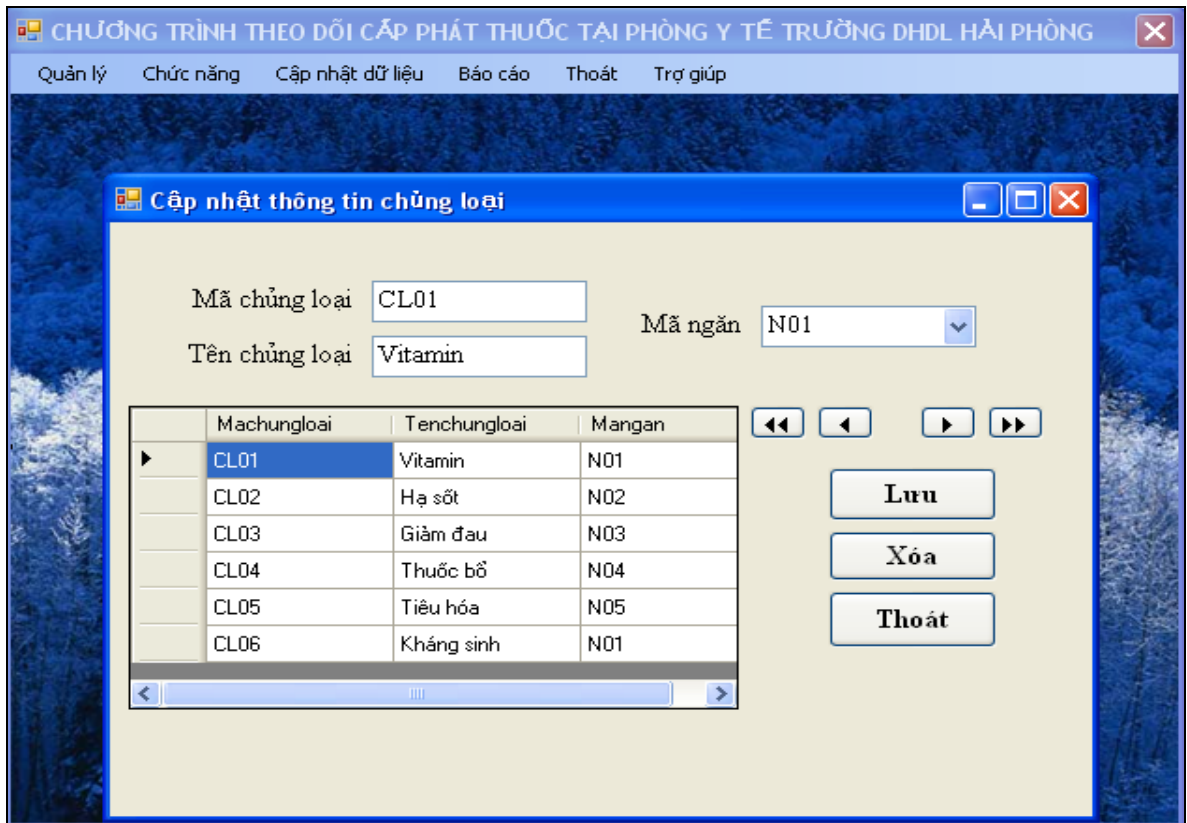 CHƯƠNG TRÌNH THEO DÕI CẤP PHÁT THUỐC TẠI PHÒNG Y TẾ TRƯỜNG DHDL HẢI PHÒNG
Quản lý Chức năng Cập nhật dữ liệu Báo cáo Thoát Trợ giúp
Cập nhật thông tin chủng loại
Mã chủng loại CL01
Mã ngăn N01
Tên chủng loại Vitamin
Machungloai Tenchungloai Mangan
CL01 Vitamin N01
CL02 Hạ sốt N02
CL03 Giảm đau N03
CL04 Thuốc bổ N04
CL05 Tiêu hóa N05
CL06 Kháng sinh N01
Lưu
Xóa
Thoát